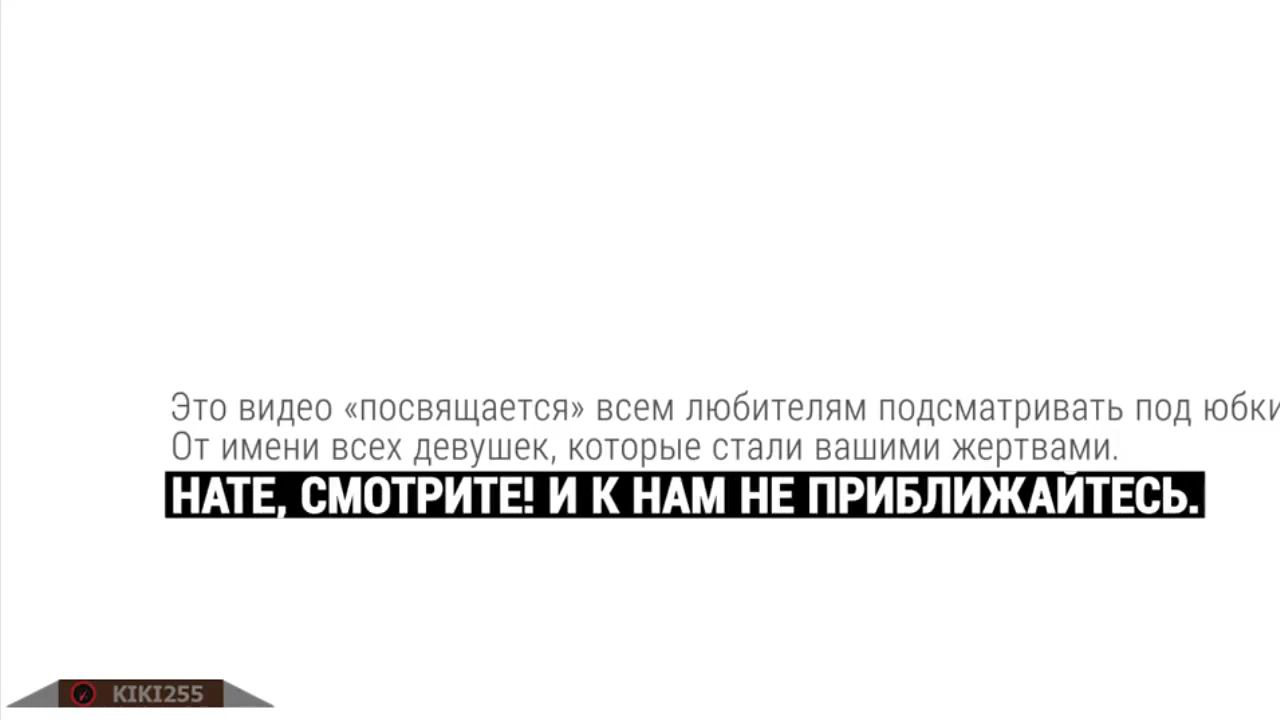 Это видео «посвящается» всем любителям подсматривать под юбки
От имени всех девушек, которые стали вашими жертвами.
НАТЕ, СМОТРИТЕ! И К НАМ НЕ ПРИБЛИЖАЙТЕСЬ.
KIKI255